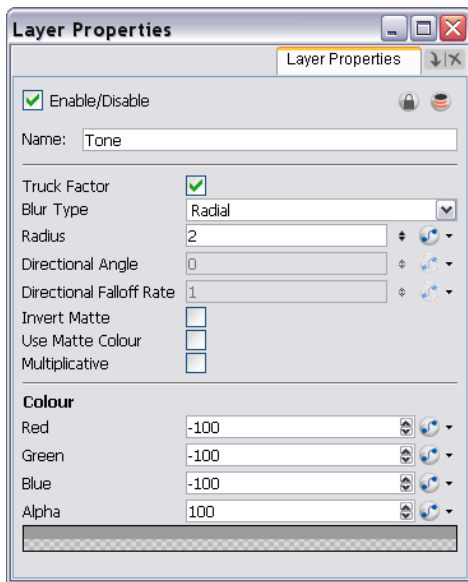 Layer Properties
Layer Properties
Enable/Disable
Name: Tone
Truck Factor
Blur Type Radial
Radius 2
Directional Angle 0
Directional Falloff Rate 1
Invert Matte
Use Matte Colour
Multiplicative
Colour
Red -100
Green -100
Blue -100
Alpha 100